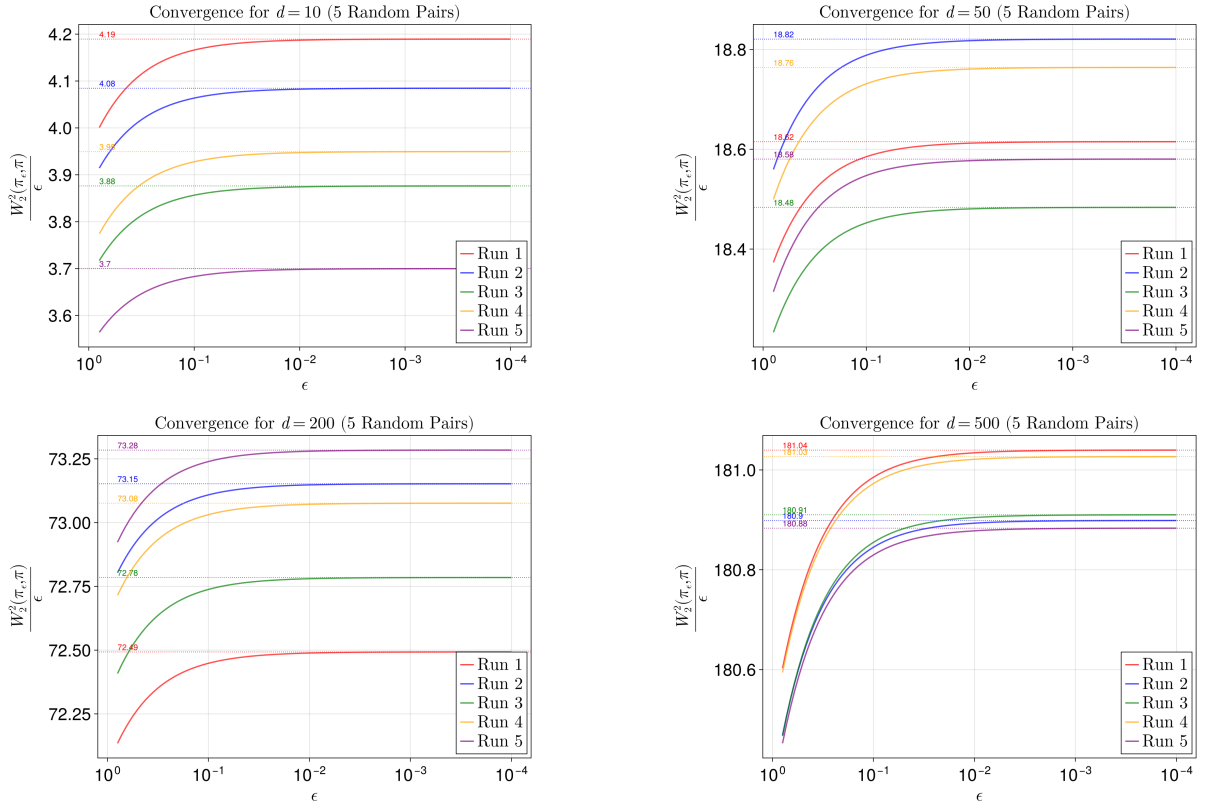 Convergence for d = 10 (5 Random Pairs)
4.2
4.1
4.0
3.9
3.8
3.7
3.6
4.19
4.08
3.95
3.88
3.7
W₂²(π_ϵ,π)
ϵ
Run 1
Run 2
Run 3
Run 4
Run 5
10⁰
10⁻¹
10⁻²
10⁻³
10⁻⁴
ϵ
Convergence for d = 50 (5 Random Pairs)
18.8
18.6
18.4
18.82
18.76
18.62
18.58
18.48
W₂²(π_ϵ,π)
ϵ
Run 1
Run 2
Run 3
Run 4
Run 5
10⁰
10⁻¹
10⁻²
10⁻³
10⁻⁴
ϵ
Convergence for d = 200 (5 Random Pairs)
73.25
73.00
72.75
72.50
72.25
73.28
73.15
73.08
72.78
72.49
W₂²(π_ϵ,π)
ϵ
Run 1
Run 2
Run 3
Run 4
Run 5
10⁰
10⁻¹
10⁻²
10⁻³
10⁻⁴
ϵ
Convergence for d = 500 (5 Random Pairs)
181.0
180.8
180.6
181.04
181.03
180.91
180.9
180.88
W₂²(π_ϵ,π)
ϵ
Run 1
Run 2
Run 3
Run 4
Run 5
10⁰
10⁻¹
10⁻²
10⁻³
10⁻⁴
ϵ